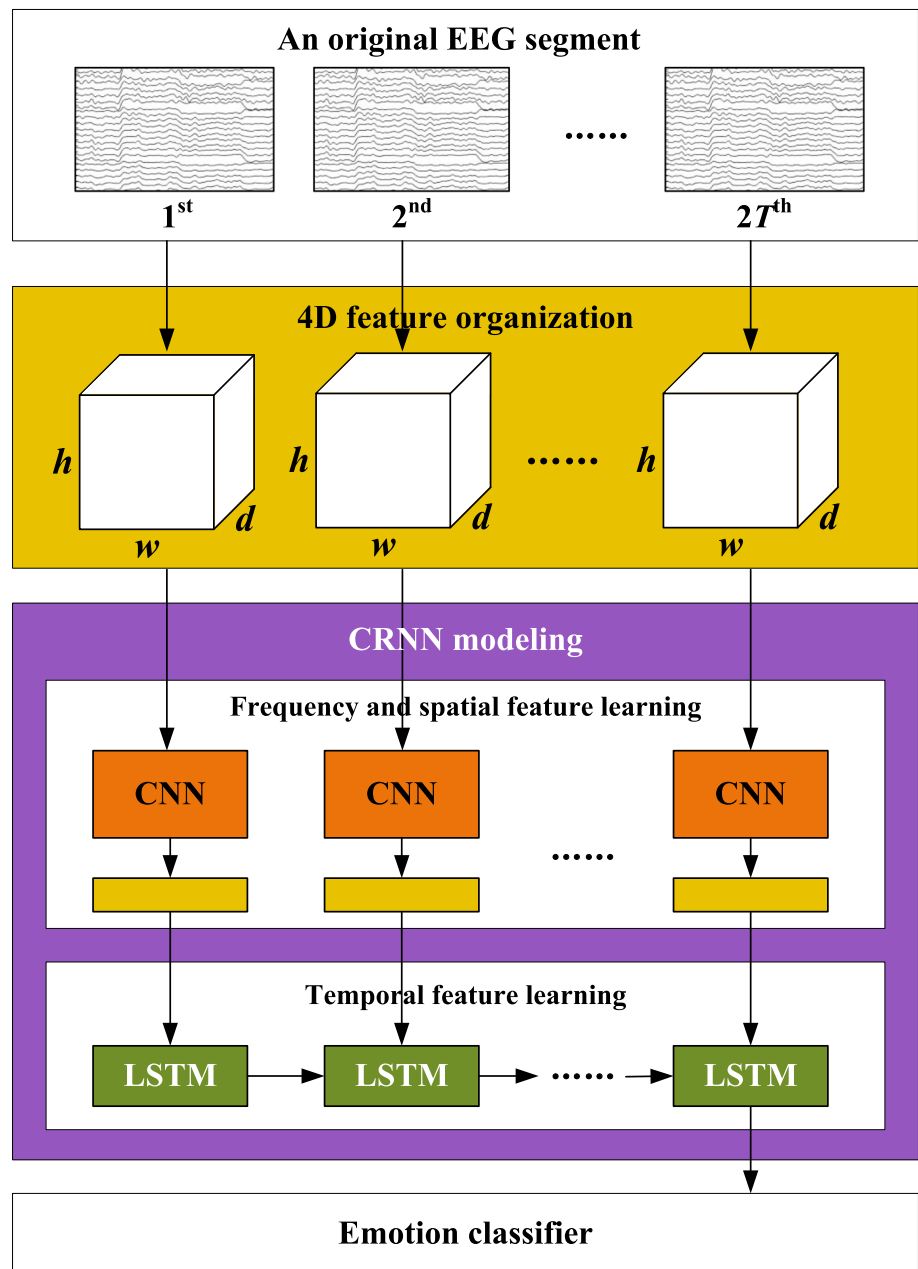 An original EEG segment
......
1st 2nd 2Tth
4D feature organization
h h ...... h
d d d
w w w
CRNN modeling
Frequency and spatial feature learning
CNN CNN CNN
......
Temporal feature learning
LSTM LSTM ...... LSTM
Emotion classifier